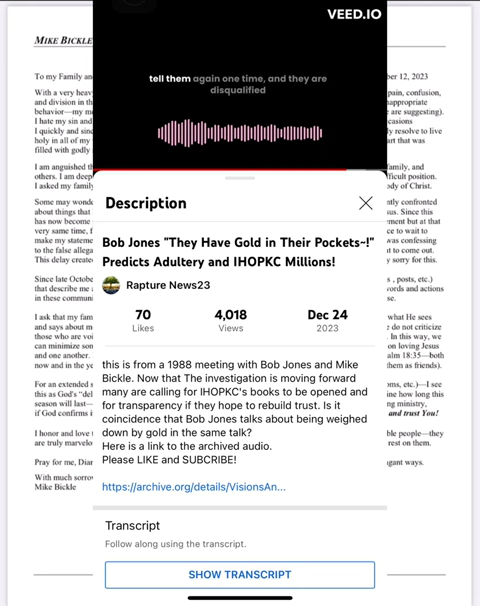 VEED.IO
tell them again one time, and they are
disqualified
Description
Bob Jones "They Have Gold in Their Pockets~!"
Predicts Adultery and IHOPKC Millions!
Rapture News23
70
Likes
4,018
Views
Dec 24
2023
this is from a 1988 meeting with Bob Jones and Mike
Bickle. Now that The investigation is moving forward
many are calling for IHOPKC's books to be opened and
for transparency if they hope to rebuild trust. Is it
coincidence that Bob Jones talks about being weighed
down by gold in the same talk?
Here is a link to the archived audio.
Please LIKE and SUBCRIBE!
https://archive.org/details/VisionsAn...
Transcript
Follow along using the transcript.
SHOW TRANSCRIPT
MIKE BICKLE
To my Family an
With a very heav
and division in th
behavior—my m
I hate my sin and
I quickly and sinc
holy in all of my
filled with godly
I am anguished th
others. I am deep
I asked my famil
Some may wonde
about things that
has now become
very same time, f
make my stateme
to the false allega
This delay create
Since late Octobe
that describe me a
in these commun
I ask that my fam
and says about m
those who are voi
can minimize son
and one another.
now and in the ye
For an extended s
this as God's "del
season will last—
if God confirms i
I honor and love t
are truly marvelo
Pray for me, Dian
With much sorrov
Mike Bickle
ber 12, 2023
pain, confusion,
nappropriate
e are suggesting).
casions
ly resolve to live
art that was
family, and
fficult position.
ody of Christ.
ntly confronted
sus. Since this
ement but at that
ce to wait to
was confessing
t to come out.
y sorry for this.
s , posts, etc.)
words and actions
se.
what He sees
e do not criticize
. In this way, we
on loving Jesus
alm 18:35—both
them as friends).
oms, etc.)—I see
ine how long this
ng ministry,
and trust You!
ble people—they
rest on them.
agant ways.